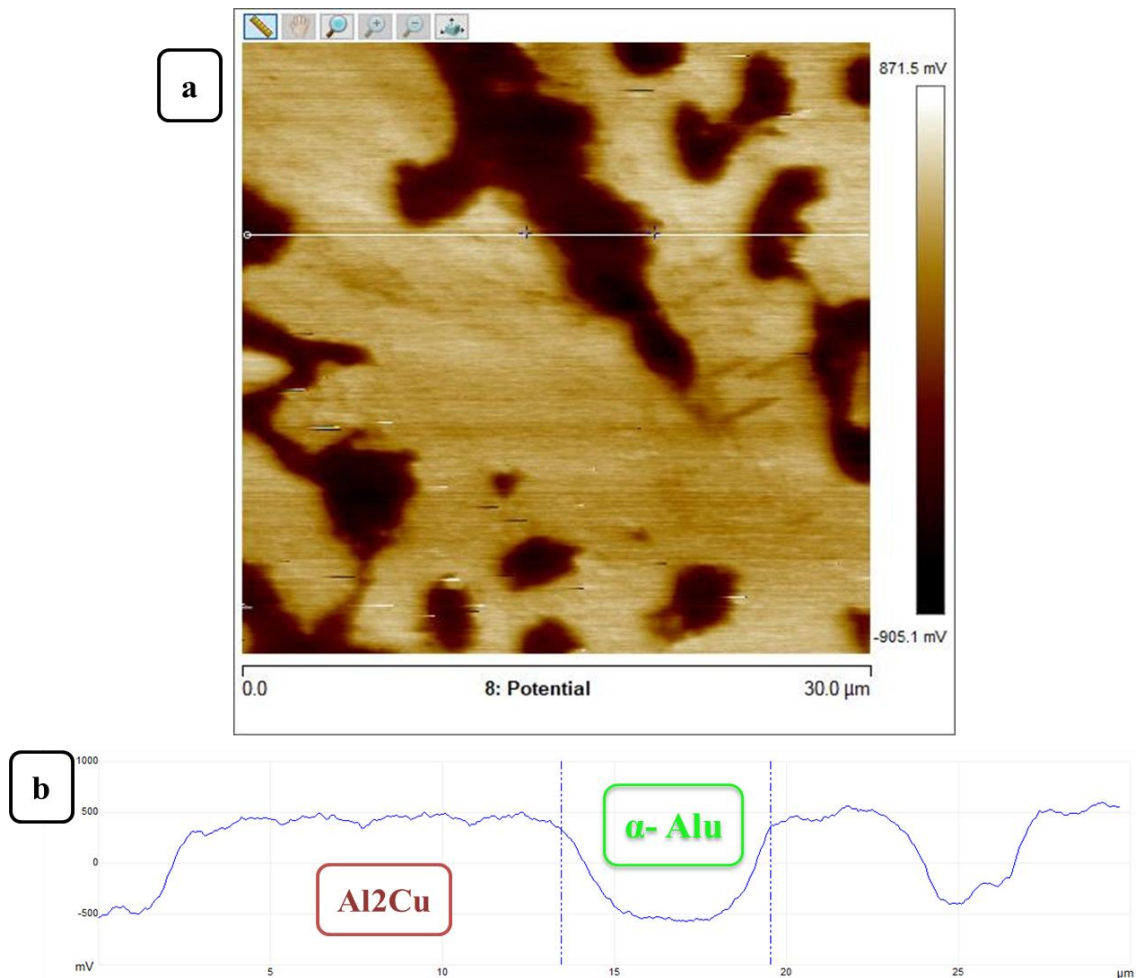 a
871.5 mV
-905.1 mV
0.0 8: Potential 30.0 µm
b
1000
500
0
-500
mV
α- Alu
Al2Cu
5 10 15 20 25 µm